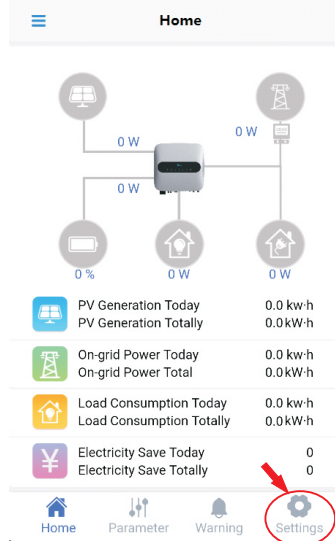 Home
0 W
0 W
0 W
0 %
0 W
0 W
PV Generation Today 0.0 kw·h
PV Generation Totally 0.0kW·h
On-grid Power Today 0.0 kw·h
On-grid Power Total 0.0kW·h
Load Consumption Today 0.0 kw·h
Load Consumption Totally 0.0kW·h
¥
Electricity Save Today 0
Electricity Save Totally 0
Home Parameter Warning Settings